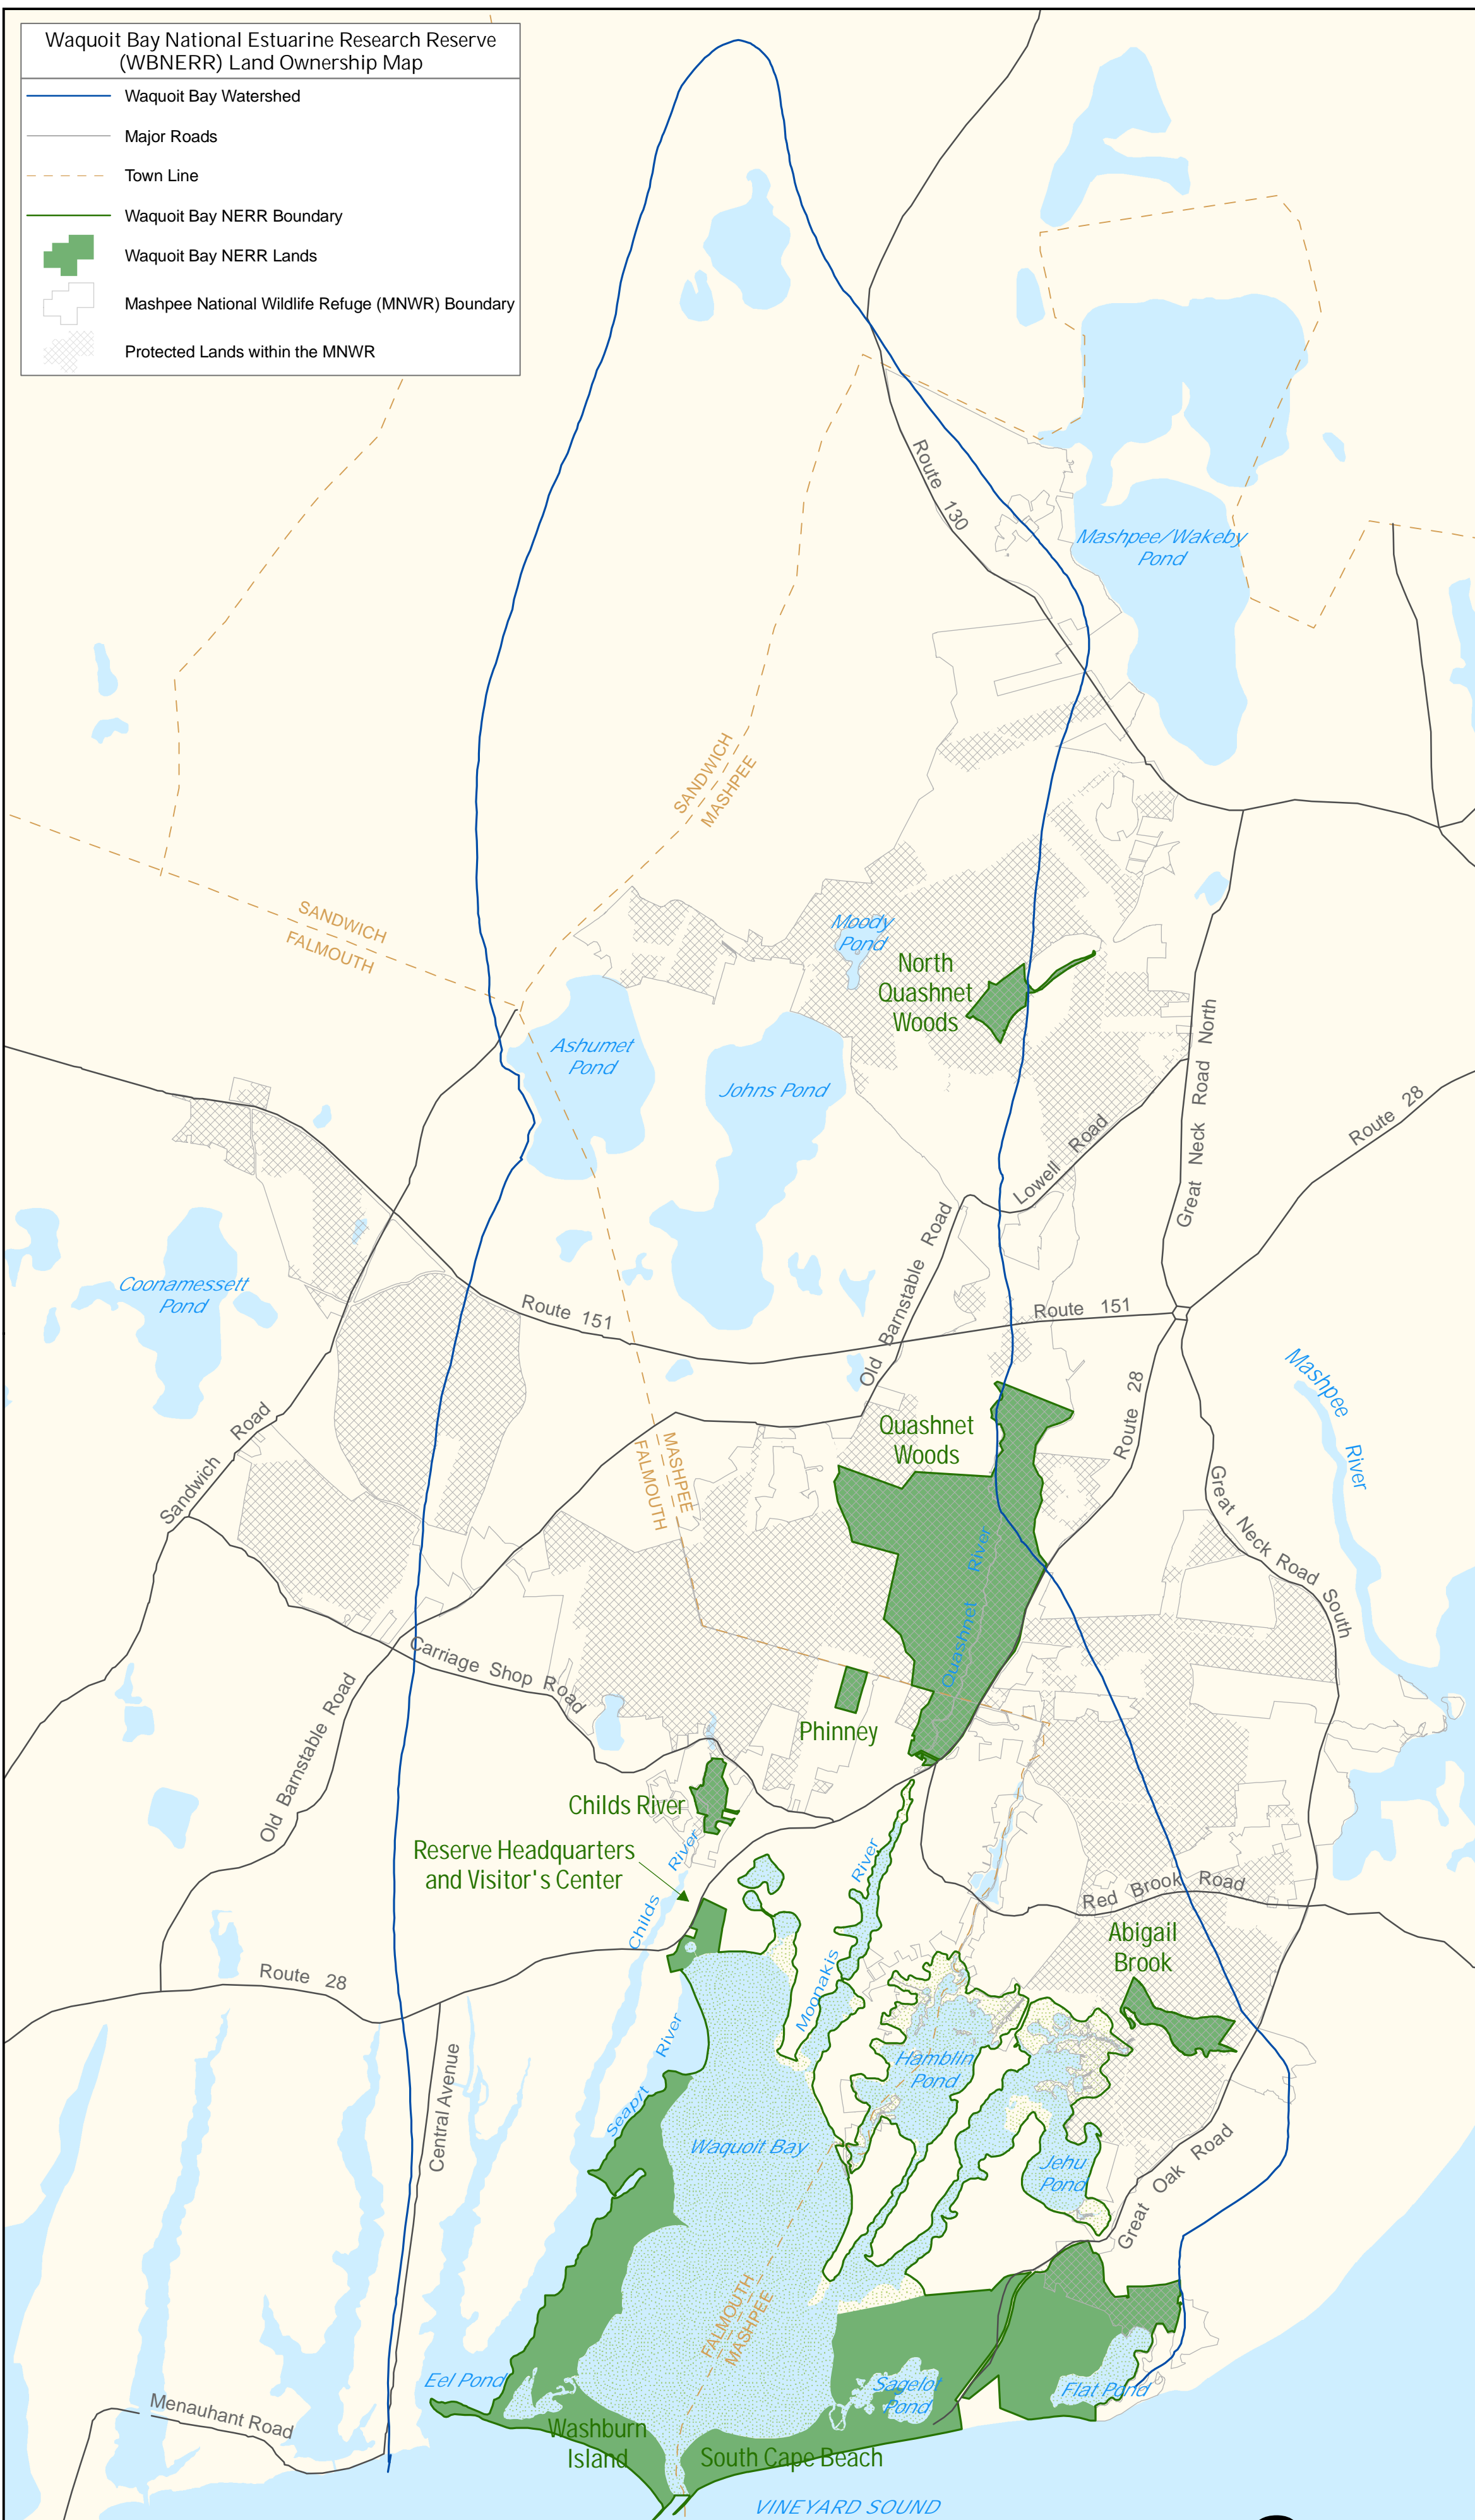 Waquoit Bay National Estuarine Research Reserve
(WBNERR) Land Ownership Map
Waquoit Bay Watershed
Major Roads
Town Line
Waquoit Bay NERR Boundary
Waquoit Bay NERR Lands
Mashpee National Wildlife Refuge (MNWR) Boundary
Protected Lands within the MNWR
Route 130
Mashpee/Wakeby
Pond
SANDWICH
MASHPEE
SANDWICH
FALMOUTH
Moody
Pond
North
Quashnet
Woods
Ashumet
Pond
Johns Pond
Great Neck Road North
Lowell Road
Route 28
Coonamessett
Pond
Old Barnstable Road
Route 151
Route 151
Mashpee River
Sandwich Road
MASHPEE
FALMOUTH
Quashnet
Woods
Route 28
Great Neck Road South
Quashnet River
Carriage Shop Road
Old Barnstable Road
Phinney
Childs River
Reserve Headquarters
and Visitor's Center
Childs River
Moonakis River
Red Brook Road
Abigail
Brook
Route 28
Seapit River
Central Avenue
Hamblin
Pond
Waquoit Bay
Jehu
Pond
Great Oak Road
FALMOUTH
MASHPEE
Eel Pond
Sagelot
Pond
Flat Pond
Menauhant Road
Washburn
Island
South Cape Beach
VINEYARD SOUND